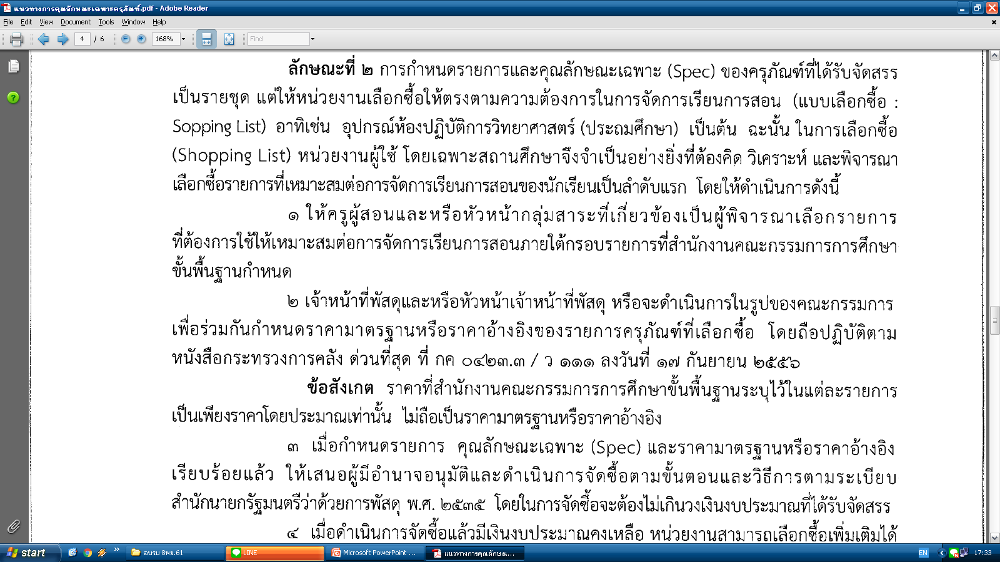 แนวทางการคุณลักษณะเฉพาะครุภัณฑ์.pdf - Adobe Reader
File Edit View Document Tools Window Help
4 / 6 168% Find
ลักษณะที่ ๒ การกำหนดรายการและคุณลักษณะเฉพาะ (Spec) ของครุภัณฑ์ที่ได้รับจัดสรร
เป็นรายชุด แต่ให้หน่วยงานเลือกซื้อให้ตรงตามความต้องการในการจัดการเรียนการสอน (แบบเลือกซื้อ :
Sopping List) อาทิเช่น อุปกรณ์ห้องปฏิบัติการวิทยาศาสตร์ (ประถมศึกษา) เป็นต้น ฉะนั้น ในการเลือกซื้อ
(Shopping List) หน่วยงานผู้ใช้ โดยเฉพาะสถานศึกษาจึงจำเป็นอย่างยิ่งที่ต้องคิด วิเคราะห์ และพิจารณา
เลือกซื้อรายการที่เหมาะสมต่อการจัดการเรียนการสอนของนักเรียนเป็นลำดับแรก โดยให้ดำเนินการดังนี้
๑ ให้ครูผู้สอนและหรือหัวหน้ากลุ่มสาระที่เกี่ยวข้องเป็นผู้พิจารณาเลือกรายการ
ที่ต้องการใช้ให้เหมาะสมต่อการจัดการเรียนการสอนภายใต้กรอบรายการที่สำนักงานคณะกรรมการการศึกษา
ขั้นพื้นฐานกำหนด
๒ เจ้าหน้าที่พัสดุและหรือหัวหน้าเจ้าหน้าที่พัสดุ หรือจะดำเนินการในรูปของคณะกรรมการ
เพื่อร่วมกันกำหนดราคามาตรฐานหรือราคาอ้างอิงของรายการครุภัณฑ์ที่เลือกซื้อ โดยถือปฏิบัติตาม
หนังสือกระทรวงการคลัง ด่วนที่สุด ที่ กค ๐๔๒๓.๓ / ว ๑๑๑ ลงวันที่ ๑๗ กันยายน ๒๕๕๖
ข้อสังเกต ราคาที่สำนักงานคณะกรรมการการศึกษาขั้นพื้นฐานระบุไว้ในแต่ละรายการ
เป็นเพียงราคาโดยประมาณเท่านั้น ไม่ถือเป็นราคามาตรฐานหรือราคาอ้างอิง
๓ เมื่อกำหนดรายการ คุณลักษณะเฉพาะ (Spec) และราคามาตรฐานหรือราคาอ้างอิง
เรียบร้อยแล้ว ให้เสนอผู้มีอำนาจอนุมัติและดำเนินการจัดซื้อตามขั้นตอนและวิธีการตามระเบียบ
สำนักนายกรัฐมนตรีว่าด้วยการพัสดุ พ.ศ. ๒๕๓๕ โดยในการจัดซื้อจะต้องไม่เกินวงเงินงบประมาณที่ได้รับจัดสรร
๔ เมื่อดำเนินการจัดซื้อแล้วมีเงินงบประมาณคงเหลือ หน่วยงานสามารถเลือกซื้อเพิ่มเติมได้
start อบรม 8พย.61 LINE Microsoft PowerPoint ... แนวทางการคุณลักษณ... EN 17:33